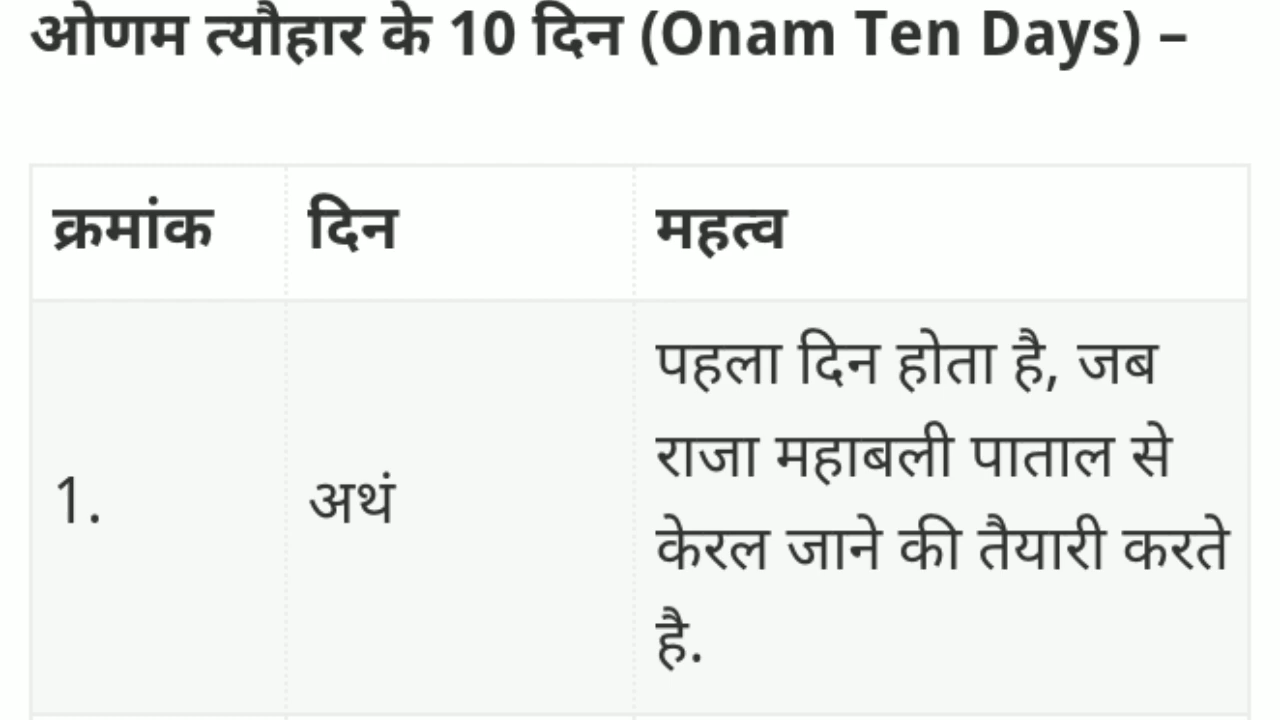 ओणम त्यौहार के 10 दिन (Onam Ten Days) –
क्रमांक दिन महत्व
पहला दिन होता है, जब
राजा महाबली पाताल से
1. अथं
केरल जाने की तैयारी करते
है.